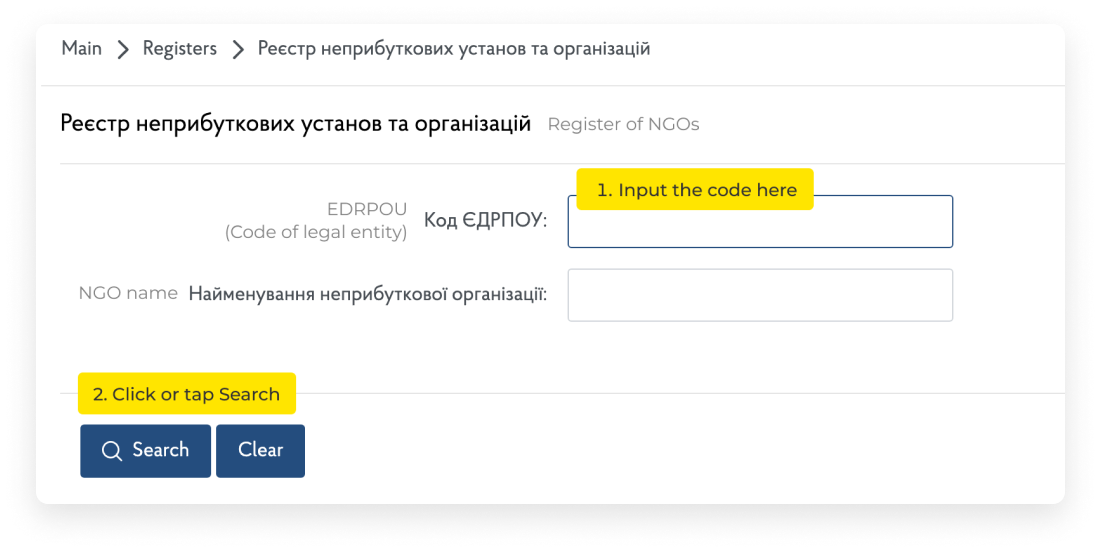 Main > Registers > Реєстр неприбуткових установ та організацій
Реєстр неприбуткових установ та організацій Register of NGOs
1. Input the code here
EDRPOU
(Code of legal entity) Код ЄДРПОУ:
NGO name Найменування неприбуткової організації:
2. Click or tap Search
Search Clear